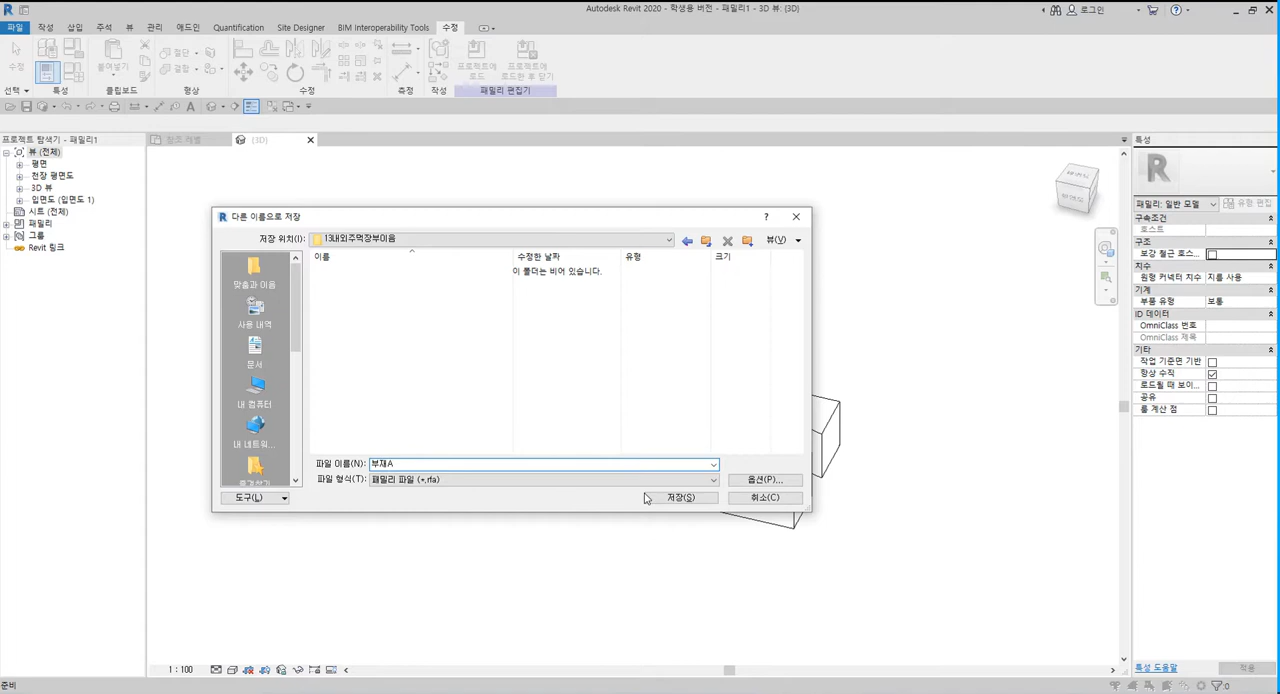 Autodesk Revit 2020 - 학생용 버전 - 패밀리1 - 3D 뷰: {3D}
로그인
파일 작성 삽입 주석 뷰 관리 애드인 Quantification Site Designer BIM Interoperability Tools 수정
수정 붙여넣기 절단 결합 프로젝트에 로드 프로젝트에 로드한 후 닫기
선택 특성 클립보드 형상 수정 측정 작성 패밀리 편집기
프로젝트 탐색기 - 패밀리1
참조 레벨
{3D}
특성
뷰 (전체)
평면
천장 평면도
3D 뷰
입면도 (입면도 1)
시트 (전체)
패밀리
그룹
Revit 링크
다른 이름으로 저장
저장 위치(I): 13내외주먹장부이음 뷰(V)
이름 수정한 날짜 유형 크기
이 폴더는 비어 있습니다.
맞춤과 이음
사용 내역
문서
내 컴퓨터
내 네트워...
즐겨찾기
파일 이름(N): 부재A
파일 형식(T): 패밀리 파일 (*.rfa) 옵션(P)...
도구(L) 저장(S) 취소(C)
패밀리: 일반 모델 유형 편집
구속조건
호스트
구조
보강 철근 호스...
치수
원형 커넥터 치수 지름 사용
기계
부품 유형 보통
ID 데이터
OmniClass 번호
OmniClass 제목
기타
작업 기준면 기반
항상 수직
로드될 때 보이...
공유
룸 계산 점
특성 도움말 적용
1 : 100
준비
:0